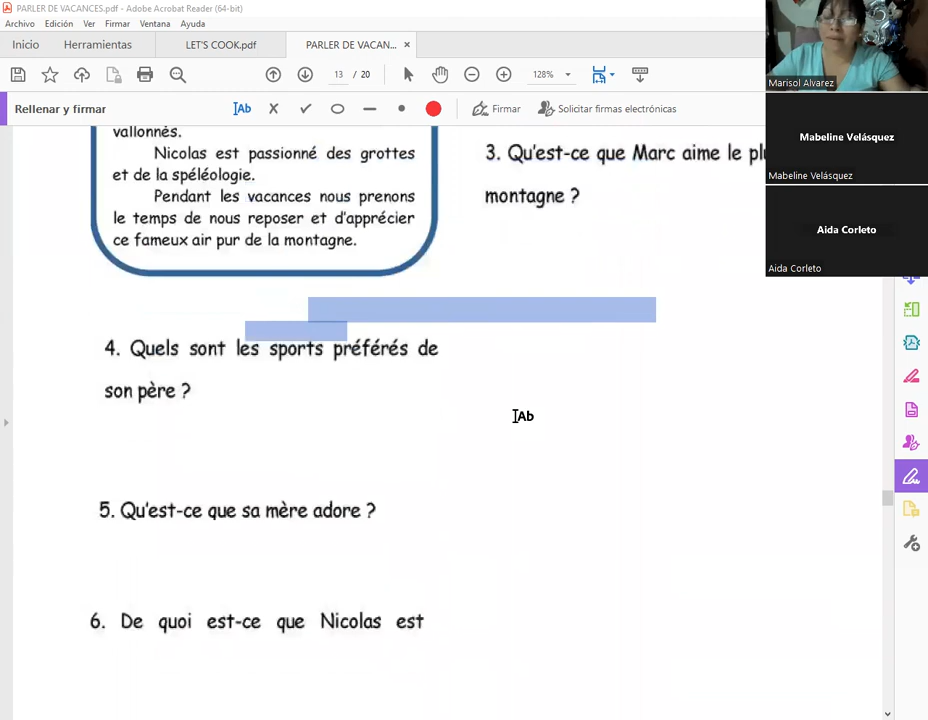 PARLER DE VACANCES.pdf - Adobe Acrobat Reader (64-bit)
Archivo Edición Ver Firmar Ventana Ayuda
Inicio Herramientas LET'S COOK.pdf PARLER DE VACAN... ×
13 / 20 128%
Rellenar y firmar Ab Firmar Solicitar firmas electrónicas
vallonnés.
Nicolas est passionné des grottes
et de la spéléologie.
Pendant les vacances nous prenons
le temps de nous reposer et d'apprécier
ce fameux air pur de la montagne.
3. Qu'est-ce que Marc aime le pl
montagne ?
4. Quels sont les sports préférés de
son père ?
Ab
5. Qu'est-ce que sa mère adore ?
6. De quoi est-ce que Nicolas est
Marisol Alvarez
Mabeline Velásquez
Mabeline Velásquez
Aida Corleto
Aida Corleto